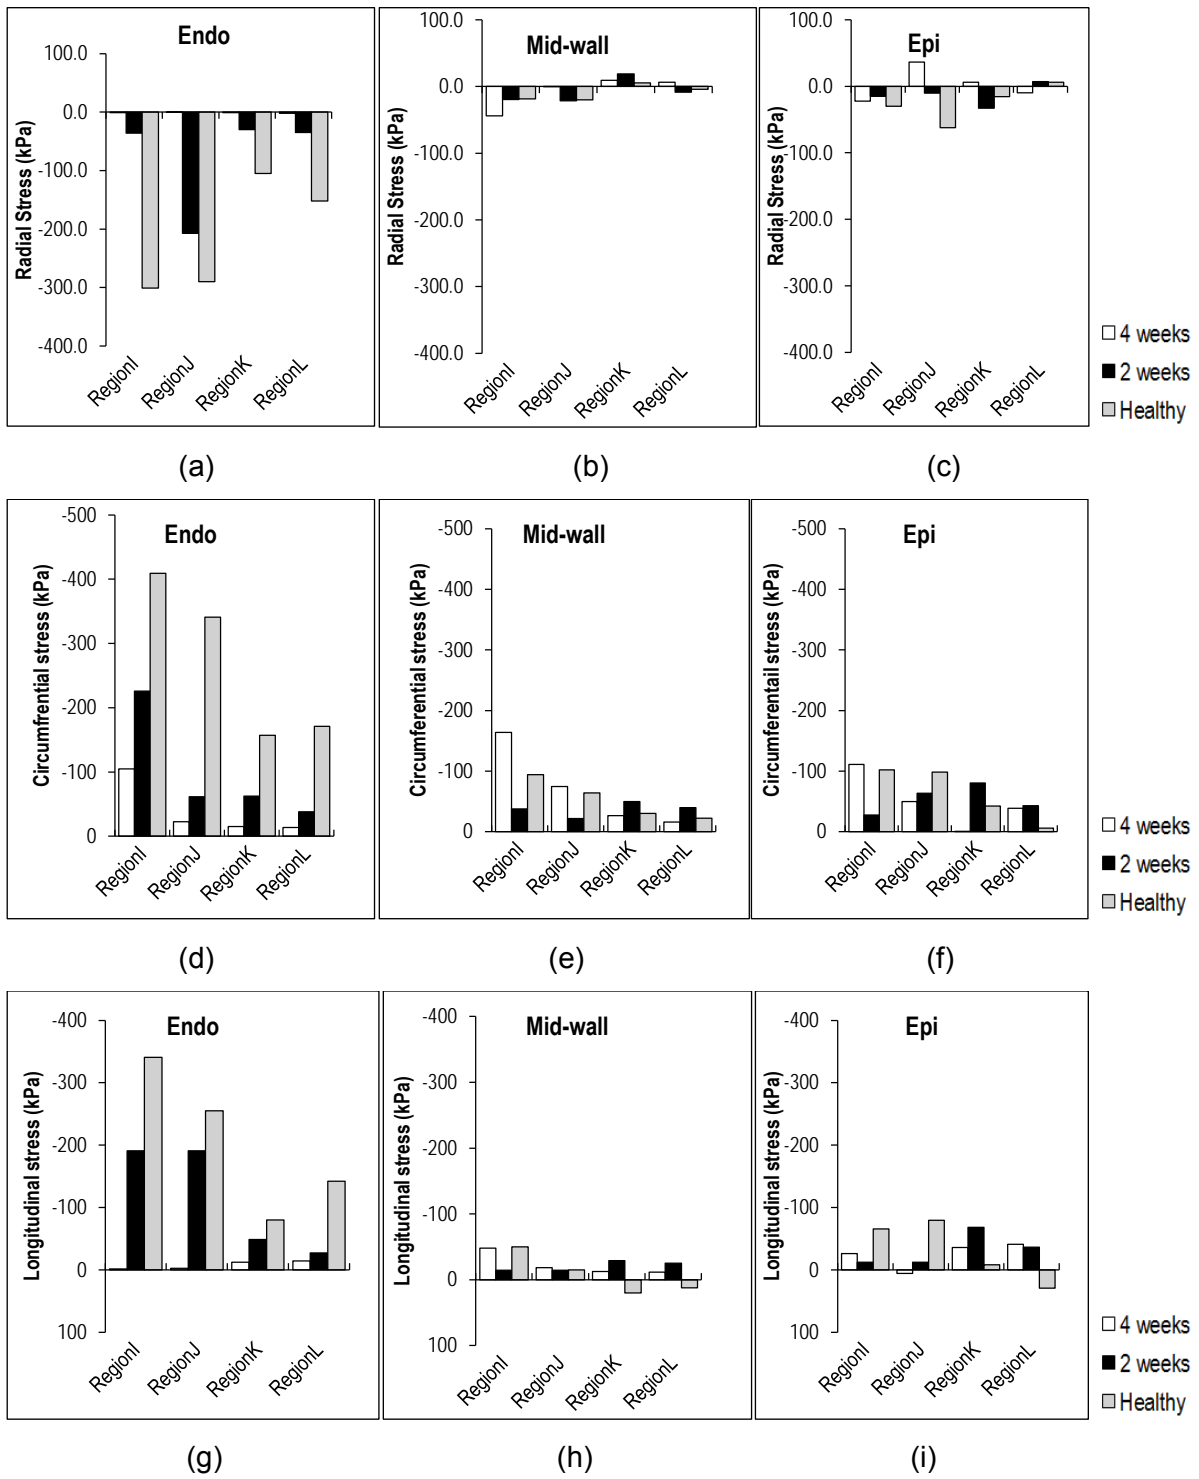 Endo
Radial Stress (kPa)
100.0
0.0
-100.0
-200.0
-300.0
-400.0
RegionI
RegionJ
RegionK
RegionL
(a)
Mid-wall
Radial Stress (kPa)
100.0
0.0
-100.0
-200.0
-300.0
-400.0
RegionI
RegionJ
RegionK
RegionL
(b)
Epi
Radial Stress (kPa)
100.0
0.0
-100.0
-200.0
-300.0
-400.0
RegionI
RegionJ
RegionK
RegionL
(c)
4 weeks
2 weeks
Healthy
Endo
Circumfrential stress (kPa)
-500
-400
-300
-200
-100
0
RegionI
RegionJ
RegionK
RegionL
(d)
Mid-wall
Circumferential stress (kPa)
-500
-400
-300
-200
-100
0
RegionI
RegionJ
RegionK
RegionL
(e)
Epi
Circumferentail stress (kPa)
-500
-400
-300
-200
-100
0
RegionI
RegionJ
RegionK
RegionL
(f)
4 weeks
2 weeks
Healthy
Endo
Longitudinal stress (kPa)
-400
-300
-200
-100
0
100
RegionI
RegionJ
RegionK
RegionL
(g)
Mid-wall
Longitudinal stress (kPa)
-400
-300
-200
-100
0
100
RegionI
RegionJ
RegionK
RegionL
(h)
Epi
Longitudinal stress (kPa)
-400
-300
-200
-100
0
100
RegionI
RegionJ
RegionK
RegionL
(i)
4 weeks
2 weeks
Healthy